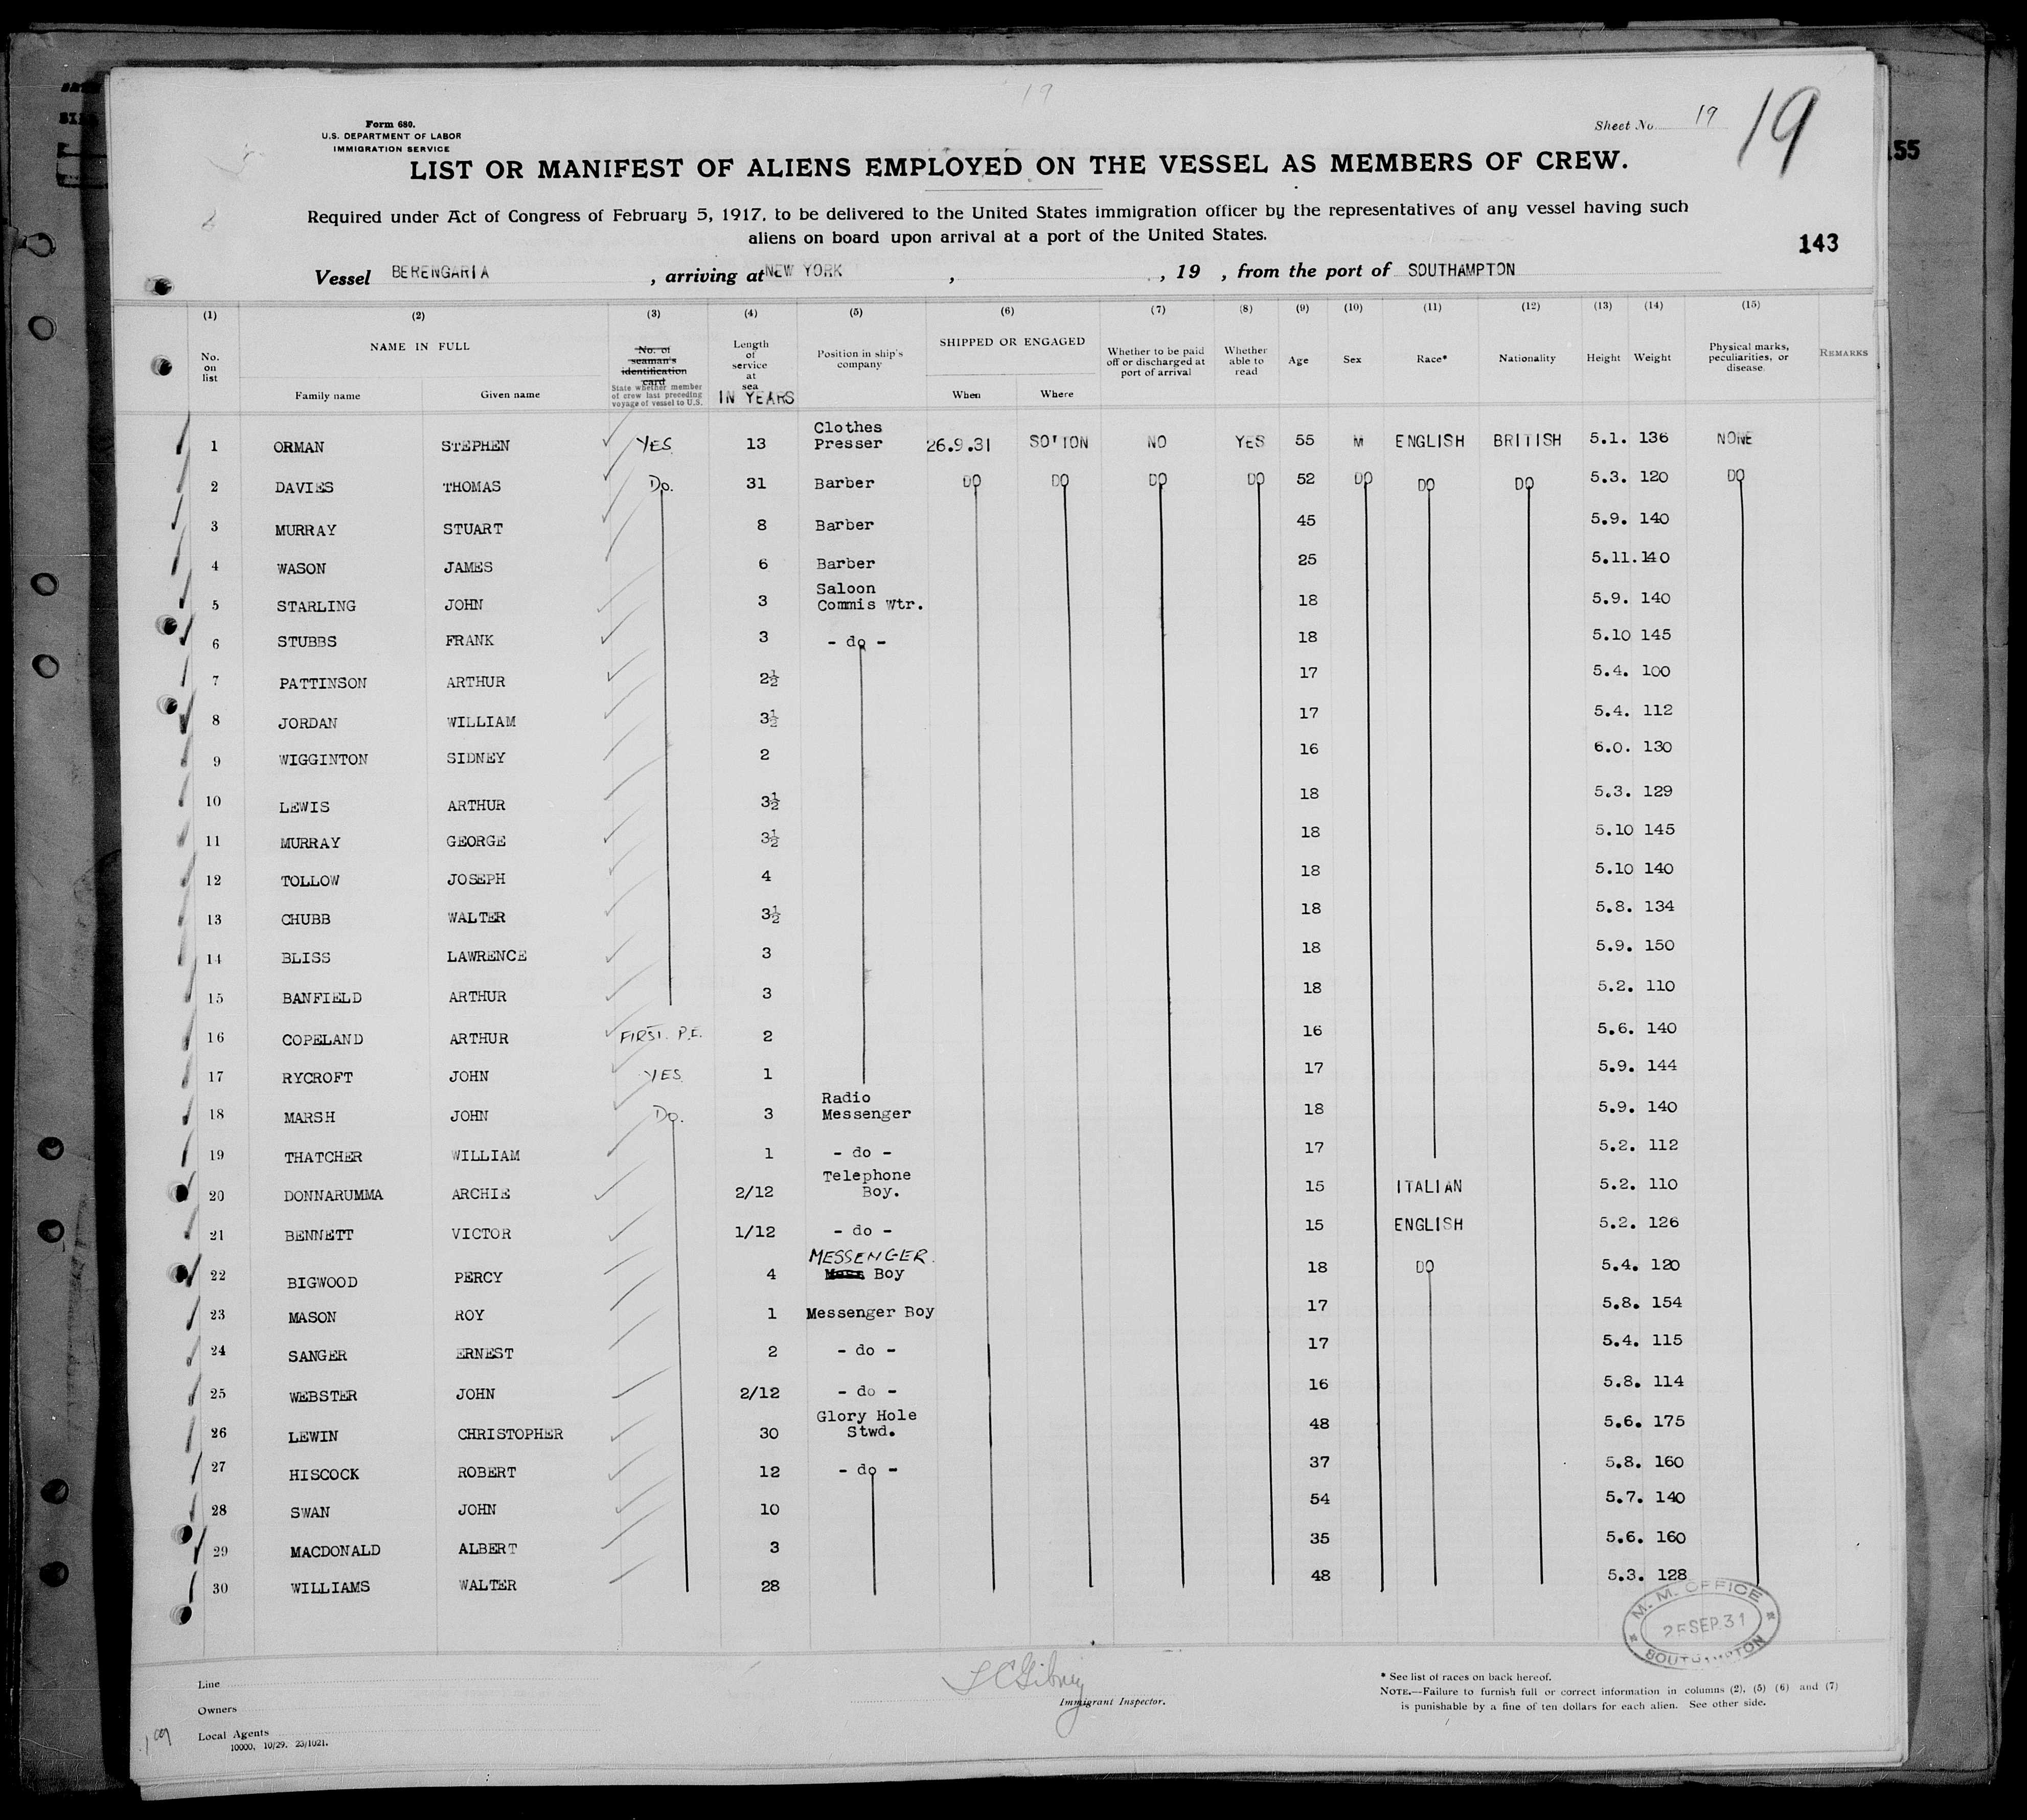 19
Form 680.
U.S. DEPARTMENT OF LABOR
IMMIGRATION SERVICE
Sheet No. 19
19
155
LIST OR MANIFEST OF ALIENS EMPLOYED ON THE VESSEL AS MEMBERS OF CREW.
Required under Act of Congress of February 5, 1917, to be delivered to the United States immigration officer by the representatives of any vessel having such
aliens on board upon arrival at a port of the United States.
143
Vessel BERENGARIA , arriving at NEW YORK , , 19 , from the port of SOUTHAMPTON
(1) (2) (3) (4) (5) (6) (7) (8) (9) (10) (11) (12) (13) (14) (15)
No. on list
NAME IN FULL
Family name Given name
No. of seaman's identification card
State whether member of crew last preceding voyage of vessel to U.S.
Length of service at sea
IN YEARS
Position in ship's company
SHIPPED OR ENGAGED
When Where
Whether to be paid off or discharged at port of arrival
Whether able to read
Age Sex Race* Nationality Height Weight
Physical marks, peculiarities, or disease
REMARKS
1 ORMAN STEPHEN YES 13 Clothes Presser 26.9.31 SO'TON NO YES 55 M ENGLISH BRITISH 5.1. 136 NONE
2 DAVIES THOMAS Do. 31 Barber DO DO DO DO 52 DO DO DO 5.3. 120 DO
3 MURRAY STUART 8 Barber 45 5.9. 140
4 WASON JAMES 6 Barber 25 5.11. 140
5 STARLING JOHN 3 Saloon Commis Wtr. 18 5.9. 140
6 STUBBS FRANK 3 - do - 18 5.10 145
7 PATTINSON ARTHUR 2½ 17 5.4. 100
8 JORDAN WILLIAM 3½ 17 5.4. 112
9 WIGGINTON SIDNEY 2 16 6.0. 130
10 LEWIS ARTHUR 3½ 18 5.3. 129
11 MURRAY GEORGE 3½ 18 5.10 145
12 TOLLOW JOSEPH 4 18 5.10 140
13 CHUBB WALTER 3½ 18 5.8. 134
14 BLISS LAWRENCE 3 18 5.9. 150
15 BANFIELD ARTHUR 3 18 5.2. 110
16 COPELAND ARTHUR FIRST. P.E. 2 16 5.6. 140
17 RYCROFT JOHN YES 1 17 5.9. 144
18 MARSH JOHN Do. 3 Radio Messenger 18 5.9. 140
19 THATCHER WILLIAM 1 - do - 17 5.2. 112
20 DONNARUMMA ARCHIE 2/12 Telephone Boy. 15 ITALIAN 5.2. 110
21 BENNETT VICTOR 1/12 - do - 15 ENGLISH 5.2. 126
22 BIGWOOD PERCY 4 MESSENGER. Boy 18 DO 5.4. 120
23 MASON ROY 1 Messenger Boy 17 5.8. 154
24 SANGER ERNEST 2 - do - 17 5.4. 115
25 WEBSTER JOHN 2/12 - do - 16 5.8. 114
26 LEWIN CHRISTOPHER 30 Glory Hole Stwd. 48 5.6. 175
27 HISCOCK ROBERT 12 - do - 37 5.8. 160
28 SWAN JOHN 10 54 5.7. 140
29 MACDONALD ALBERT 3 35 5.6. 160
30 WILLIAMS WALTER 28 48 5.3. 128
M. M. OFFICE
25 SEP. 31
SOUTHAMPTON
Line
Owners
Local Agents
10000, 10/29. 23/1021.
Immigrant Inspector.
* See list of races on back hereof.
NOTE.—Failure to furnish full or correct information in columns (2), (5) (6) and (7)
is punishable by a fine of ten dollars for each alien. See other side.